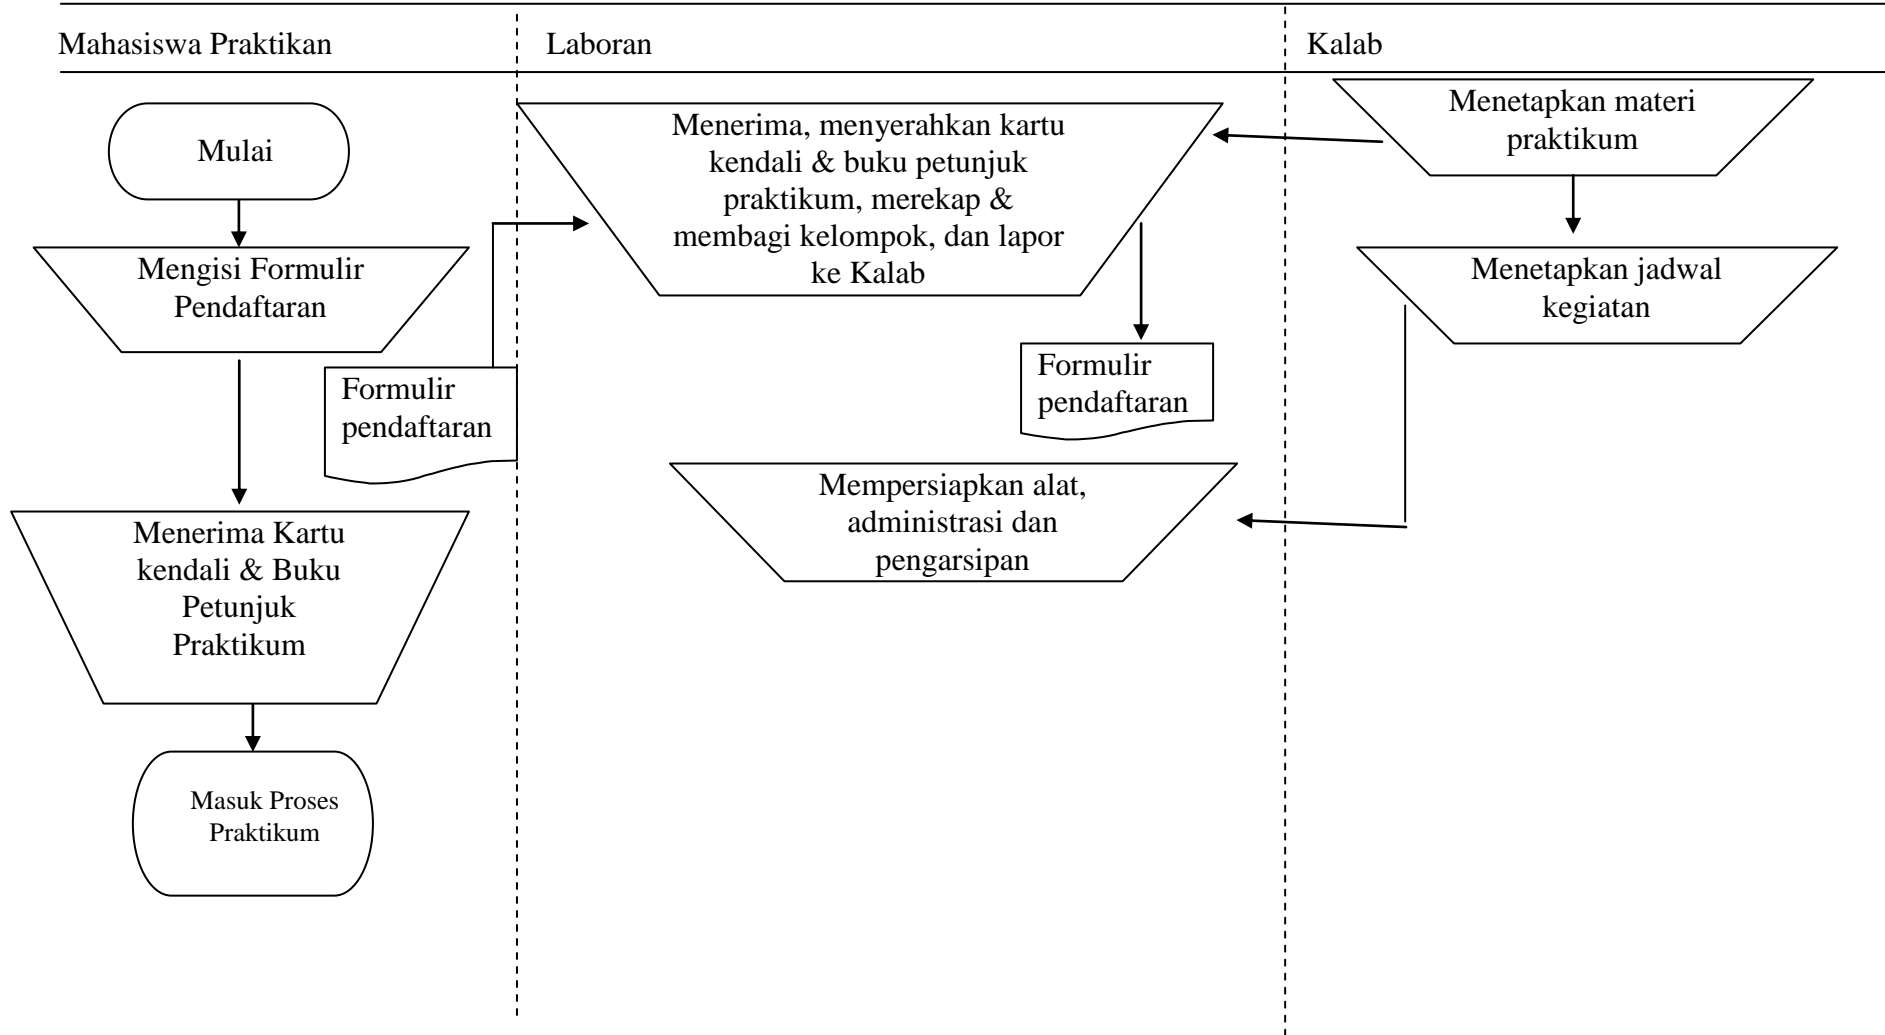 Mahasiswa Praktikan
Laboran
Kalab
Mulai
Mengisi Formulir
Pendaftaran
Formulir
pendaftaran
Menerima Kartu
kendali & Buku
Petunjuk
Praktikum
Masuk Proses
Praktikum
Menerima, menyerahkan kartu
kendali & buku petunjuk
praktikum, merekap &
membagi kelompok, dan lapor
ke Kalab
Formulir
pendaftaran
Mempersiapkan alat,
administrasi dan
pengarsipan
Menetapkan materi
praktikum
Menetapkan jadwal
kegiatan